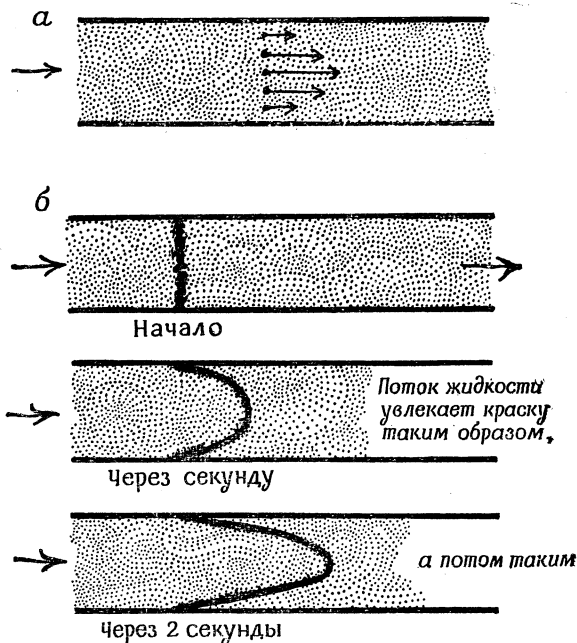 а
б
Начало
Поток жидкости
увлекает краску
таким образом,
Через секунду
а потом таким
Через 2 секунды